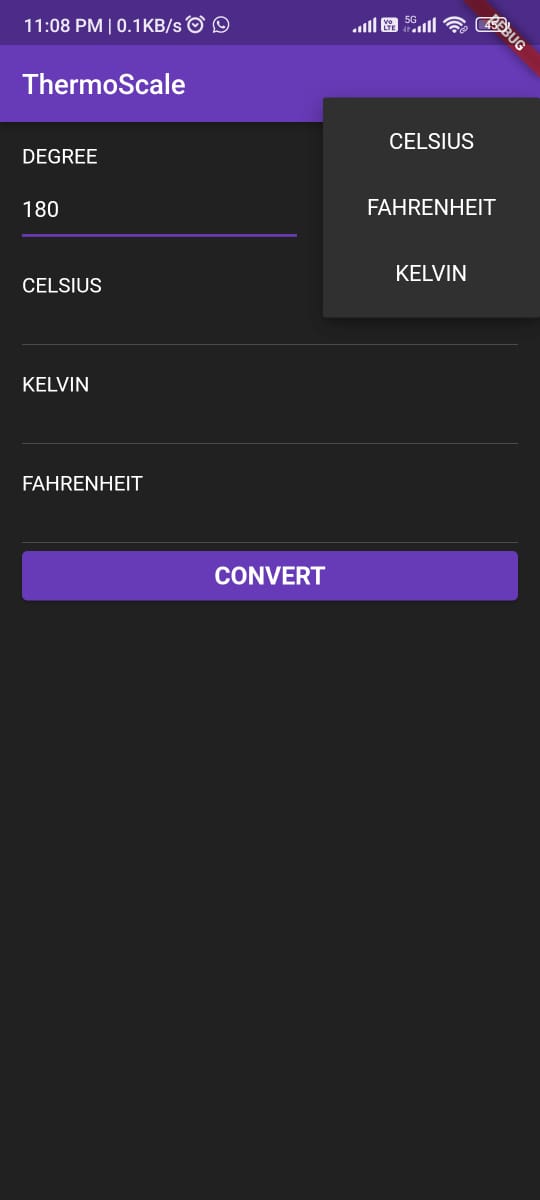 11:08 PM | 0.1KB/s
Vo LTE
5G
DEBUG
ThermoScale
CELSIUS
DEGREE
FAHRENHEIT
180
KELVIN
CELSIUS
KELVIN
FAHRENHEIT
CONVERT